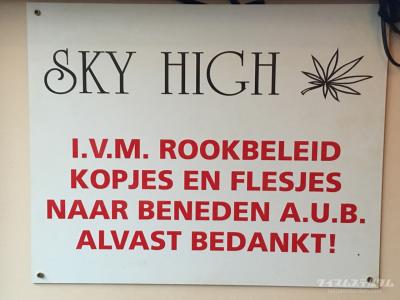 SKY HIGH
I.V.M. ROOKBELEID
KOPJES EN FLESJES
NAAR BENEDEN A.U.B.
ALVAST BEDANKT!